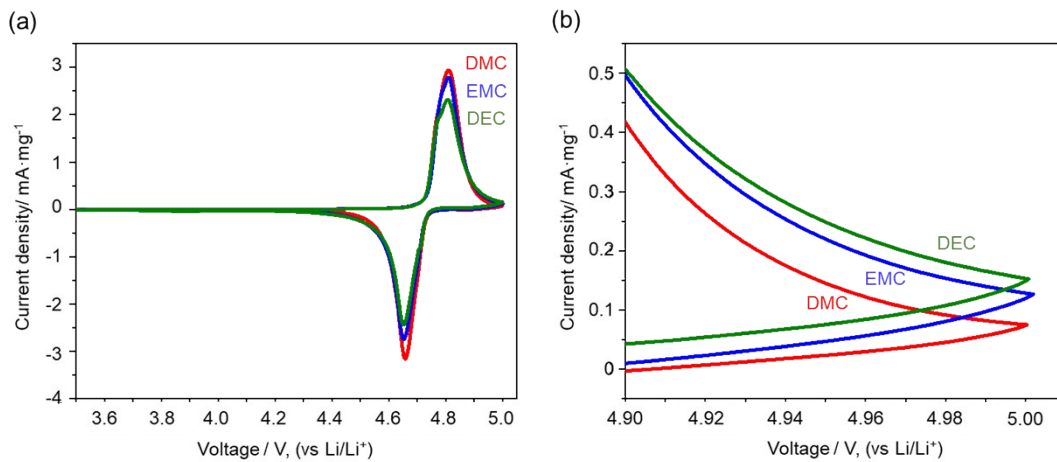 (a)
Current density/ mA·mg⁻¹
3
2
1
0
-1
-2
-3
-4
DMC
EMC
DEC
3.6 3.8 4.0 4.2 4.4 4.6 4.8 5.0
Voltage / V, (vs Li/Li⁺)
(b)
Current density/ mA·mg⁻¹
0.5
0.4
0.3
0.2
0.1
0
DEC
EMC
DMC
4.90 4.92 4.94 4.96 4.98 5.00
Voltage / V, (vs Li/Li⁺)